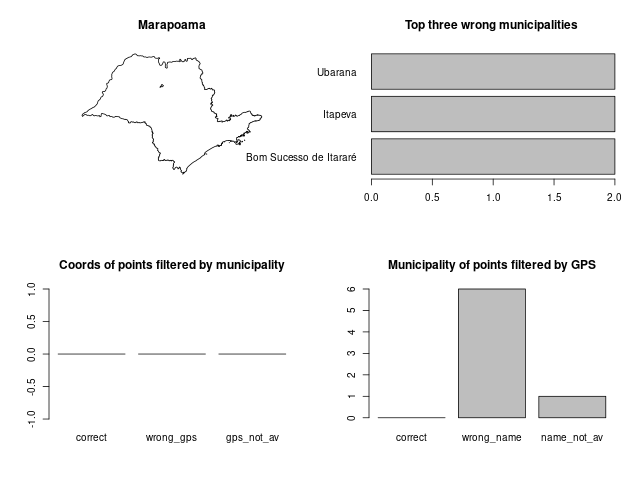 Marapoama
Top three wrong municipalities
Ubarana
Itapeva
Bom Sucesso de Itararé
0.0 0.5 1.0 1.5 2.0
Coords of points filtered by municipality
1.0
0.5
0.0
-0.5
-1.0
correct wrong_gps gps_not_av
Municipality of points filtered by GPS
6
5
4
3
2
1
0
correct wrong_name name_not_av